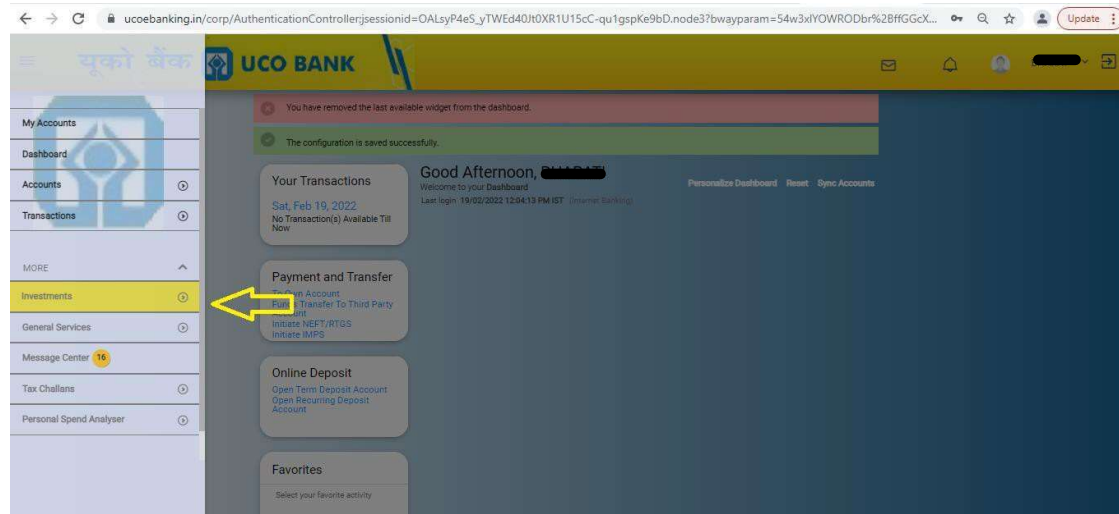 ucoebanking.in/corp/AuthenticationController;jsessionid=OALsyP4eS_yTWEd40Jt0XR1U15cC-qu1gspKe9bD.node3?bwayparam=54w3xlYOWRODbr%2BffGGcX...
Update
यूको बैंक UCO BANK
You have removed the last available widget from the dashboard.
The configuration is saved successfully.
My Accounts
Dashboard
Accounts
Transactions
MORE
Investments
General Services
Message Center 16
Tax Challans
Personal Spend Analyser
Your Transactions
Sat, Feb 19, 2022
No Transaction(s) Available Till
Now
Good Afternoon,
Welcome to your Dashboard
Last login 19/02/2022 12:04:13 PM IST (Internet Banking)
Personalize Dashboard Reset Sync Accounts
Payment and Transfer
To Own Account
Funds Transfer To Third Party
Account
Initiate NEFT/RTGS
Initiate IMPS
Online Deposit
Open Term Deposit Account
Open Recurring Deposit
Account
Favorites
Select your favorite activity